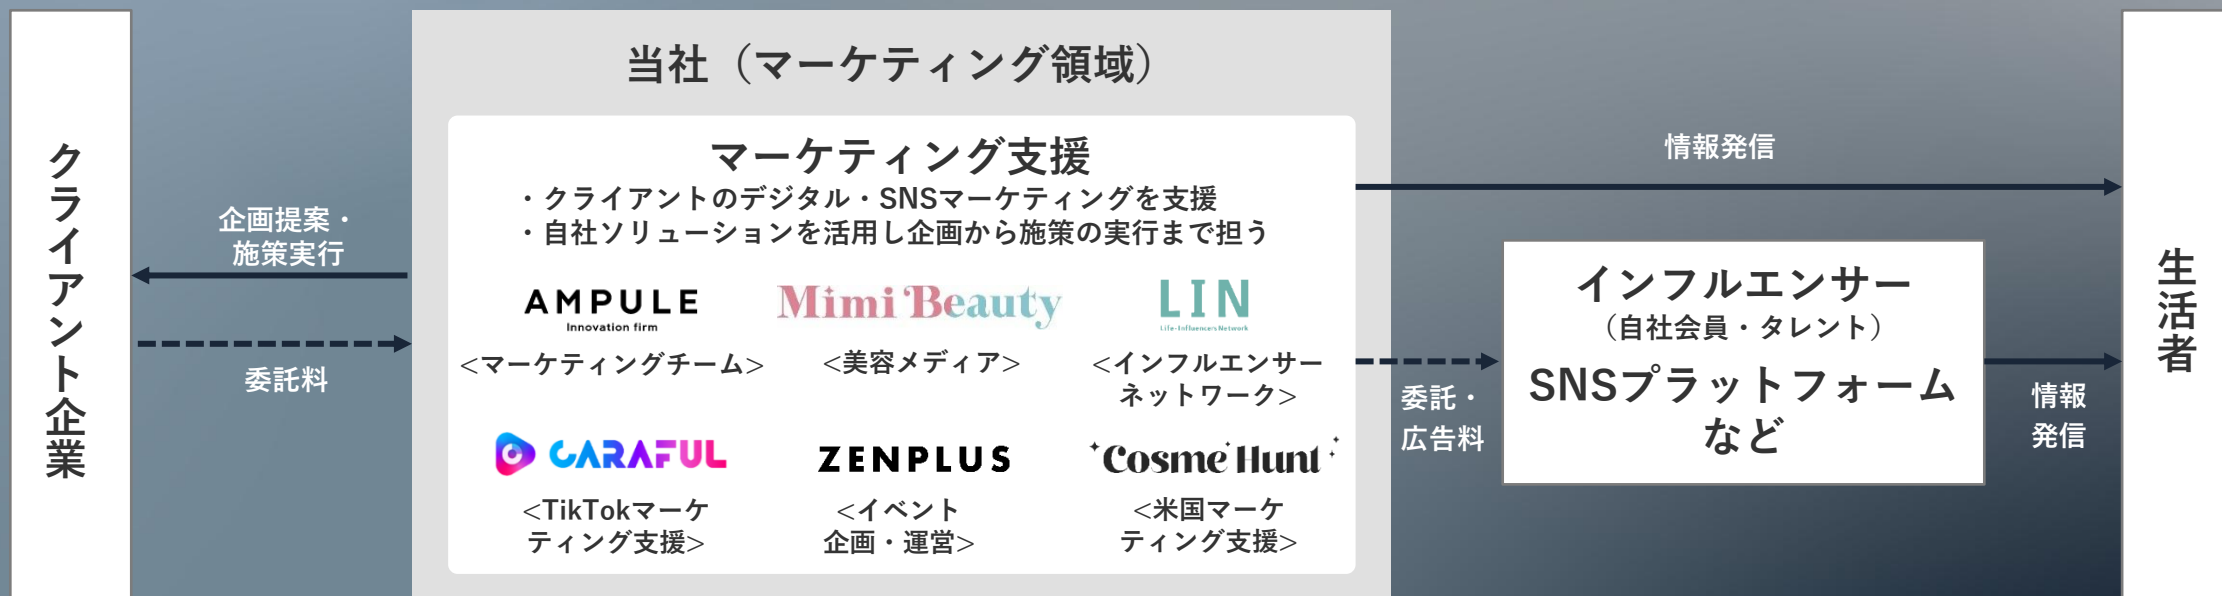 クライアント企業
企画提案・
施策実行
委託料
当社（マーケティング領域）
マーケティング支援
・クライアントのデジタル・SNSマーケティングを支援
・自社ソリューションを活用し企画から施策の実行まで担う
AMPULE
Innovation firm
<マーケティングチーム>
Mimi Beauty
<美容メディア>
LIN
Life-Influencers Network
<インフルエンサー
ネットワーク>
CARAFUL
<TikTokマーケ
ティング支援>
ZENPLUS
<イベント
企画・運営>
Cosme Hunt
<米国マーケ
ティング支援>
情報発信
委託・
広告料
インフルエンサー
（自社会員・タレント）
SNSプラットフォーム
など
情報
発信
生活者